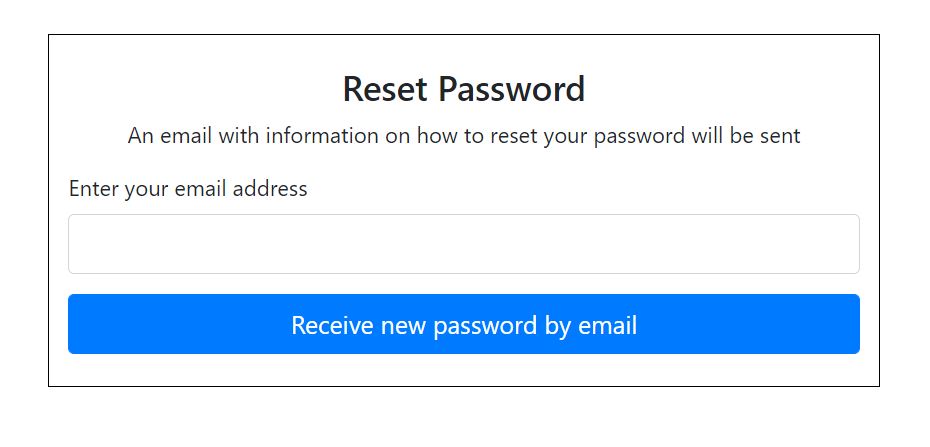 Reset Password
An email with information on how to reset your password will be sent
Enter your email address
Receive new password by email